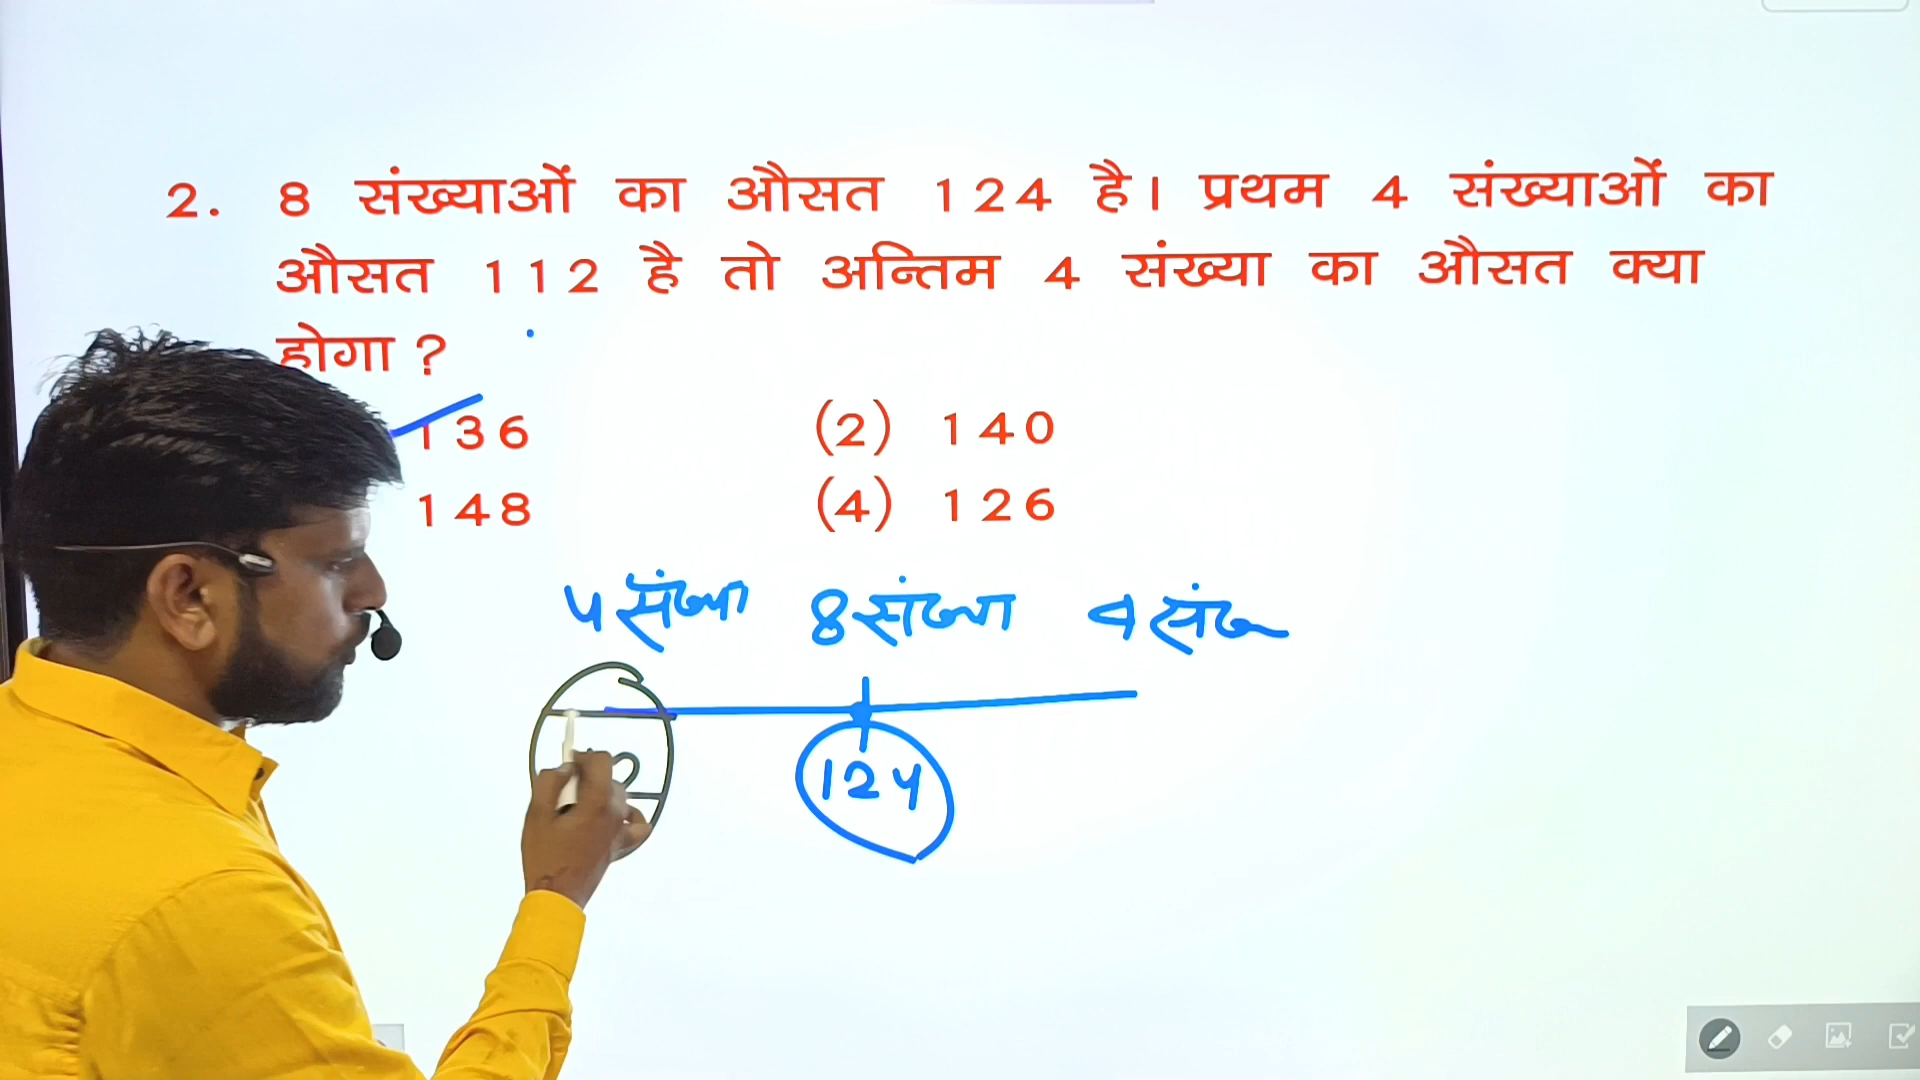 2. 8 संख्याओं का औसत 124 है। प्रथम 4 संख्याओं का
औसत 112 है तो अन्तिम 4 संख्या का औसत क्या
होगा ?
136 (2) 140
148 (4) 126
4 संख्या 8 संख्या 4
124